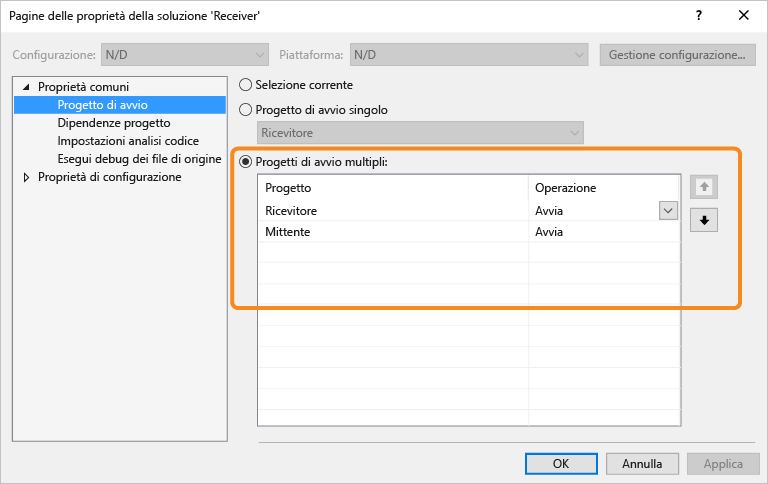 Pagine delle proprietà della soluzione 'Receiver'
?
Configurazione: N/D Piattaforma: N/D Gestione configurazione...
Proprietà comuni
Progetto di avvio
Dipendenze progetto
Impostazioni analisi codice
Esegui debug dei file di origine
Proprietà di configurazione
Selezione corrente
Progetto di avvio singolo
Ricevitore
Progetti di avvio multipli:
Progetto Operazione
Ricevitore Avvia
Mittente Avvia
OK Annulla Applica